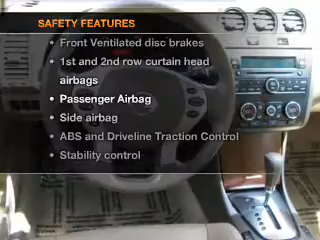 SAFETY FEATURES
• Front Ventilated disc brakes
• 1st and 2nd row curtain head
airbags
• Passenger Airbag
• Side airbag
• ABS and Driveline Traction Control
• Stability control